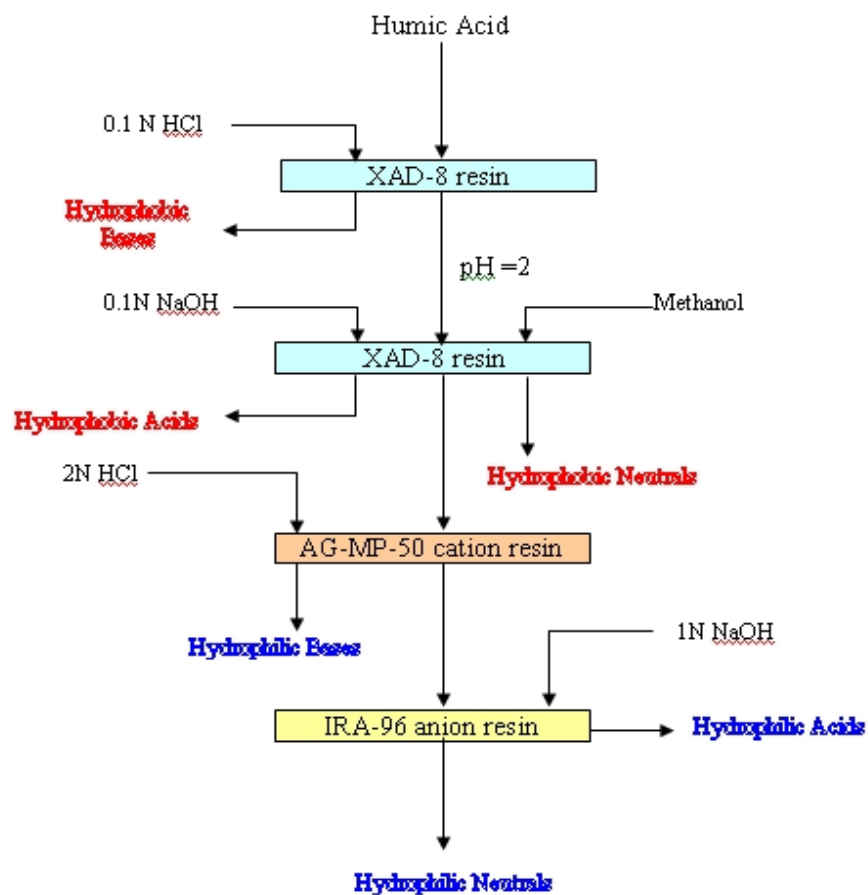 Humic Acid
0.1 N HCl
XAD-8 resin
Hydrophobic
Bases
pH =2
0.1N NaOH
Methanol
XAD-8 resin
Hydrophobic Acids
2N HCl
Hydrophobic Neutrals
AG-MP-50 cation resin
Hydrophilic Bases
1N NaOH
IRA-96 anion resin
Hydrophilic Acids
Hydrophilic Neutrals